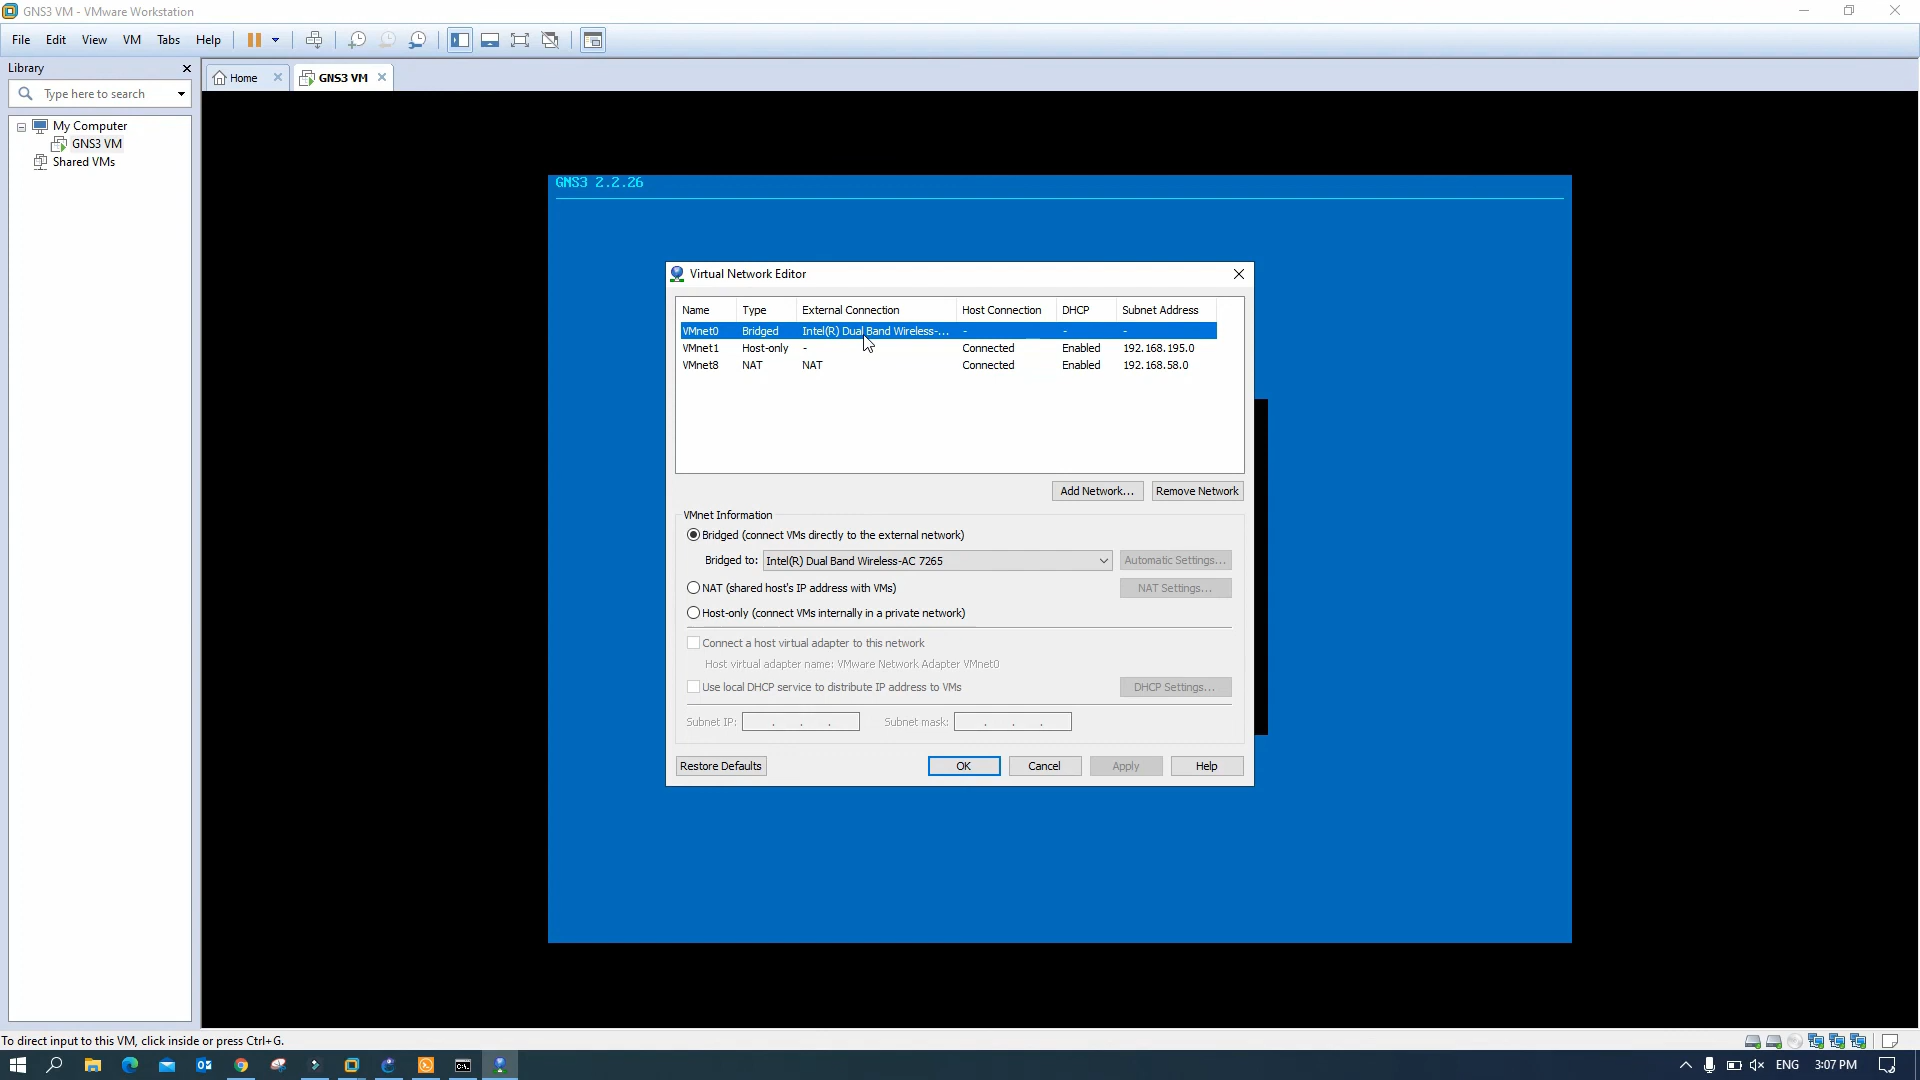 GNS3 VM - VMware Workstation
File Edit View VM Tabs Help
Library
Type here to search
My Computer
GNS3 VM
Shared VMs
Home
GNS3 VM
GNS3 2.2.26
Virtual Network Editor
Name Type External Connection Host Connection DHCP Subnet Address
VMnet0 Bridged Intel(R) Dual Band Wireless-... - - -
VMnet1 Host-only - Connected Enabled 192.168.195.0
VMnet8 NAT NAT Connected Enabled 192.168.58.0
Add Network... Remove Network
VMnet Information
Bridged (connect VMs directly to the external network)
Bridged to: Intel(R) Dual Band Wireless-AC 7265 Automatic Settings...
NAT (shared host's IP address with VMs) NAT Settings...
Host-only (connect VMs internally in a private network)
Connect a host virtual adapter to this network
Host virtual adapter name: VMware Network Adapter VMnet0
Use local DHCP service to distribute IP address to VMs DHCP Settings...
Subnet IP: . . . Subnet mask: . . .
Restore Defaults OK Cancel Apply Help
To direct input to this VM, click inside or press Ctrl+G.
ENG 3:07 PM